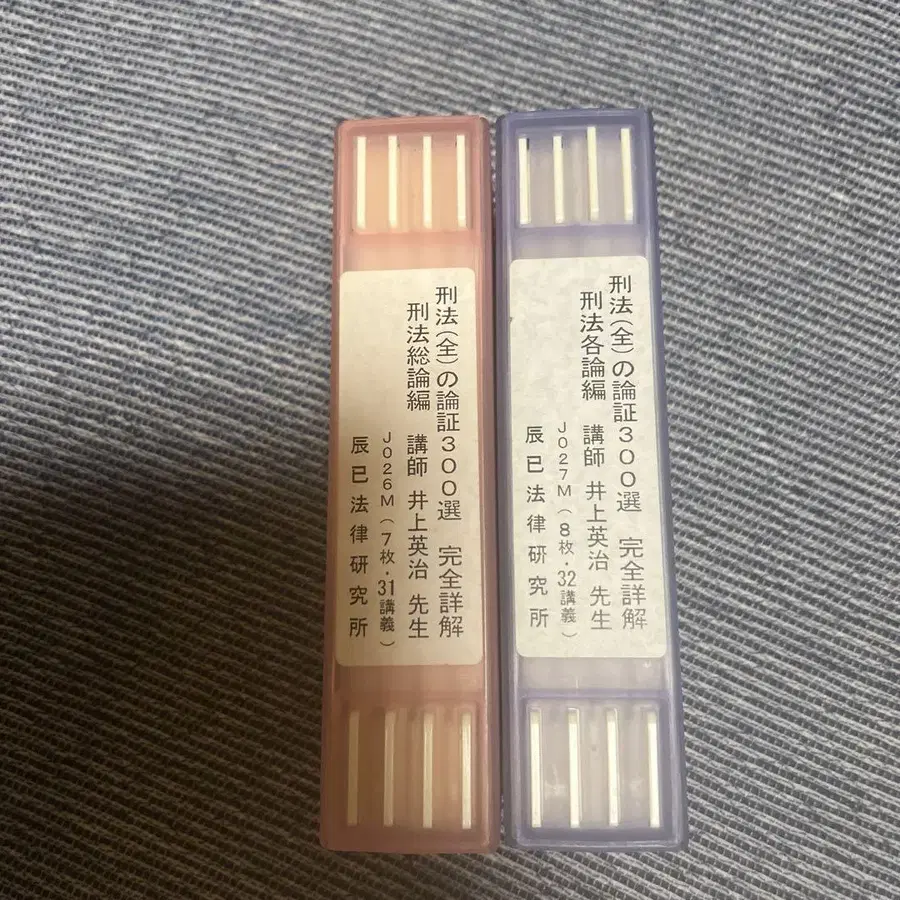 刑法(全)の論証300選 完全詳解
刑法総論編 講師 井上英治 先生
J026M(7枚・31講義)
辰已法律研究所
刑法(全)の論証300選 完全詳解
刑法各論編 講師 井上英治 先生
J027M(8枚・32講義)
辰已法律研究所